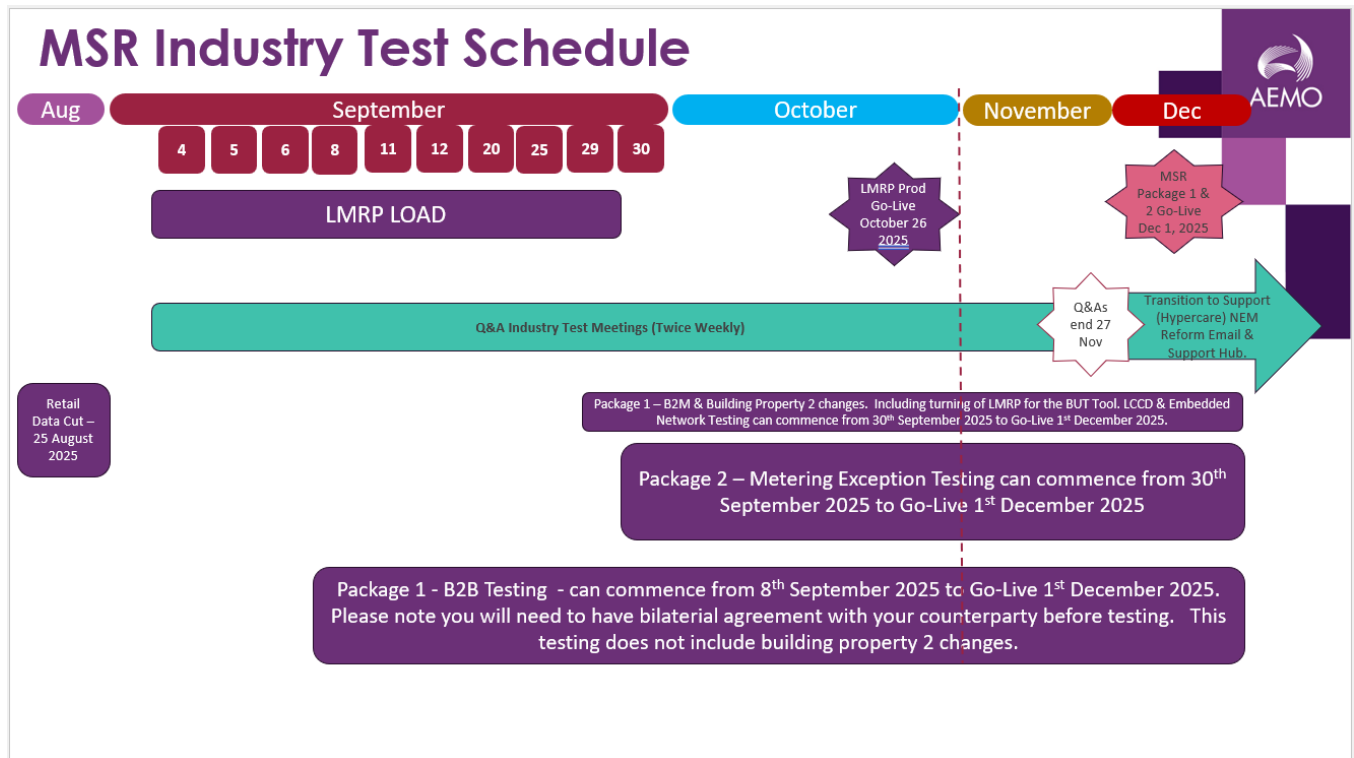 MSR Industry Test Schedule
AEMO
Aug
September
October
November
Dec
4
5
6
8
11
12
20
25
29
30
LMRP LOAD
LMRP Prod
Go-Live
October 26
2025
MSR
Package 1 &
2 Go-Live
Dec 1, 2025
Q&A Industry Test Meetings (Twice Weekly)
Q&As
end 27
Nov
Transition to Support
(Hypercare) NEM
Reform Email &
Support Hub.
Retail
Data Cut –
25 August
2025
Package 1 – B2M & Building Property 2 changes.  Including turning of LMRP for the BUT Tool. LCCD & Embedded
Network Testing can commence from 30th September 2025 to Go-Live 1st December 2025.
Package 2 – Metering Exception Testing can commence from 30th
September 2025 to Go-Live 1st December 2025
Package 1 - B2B Testing  - can commence from 8th September 2025 to Go-Live 1st December 2025.
Please note you will need to have bilaterial agreement with your counterparty before testing.   This
testing does not include building property 2 changes.